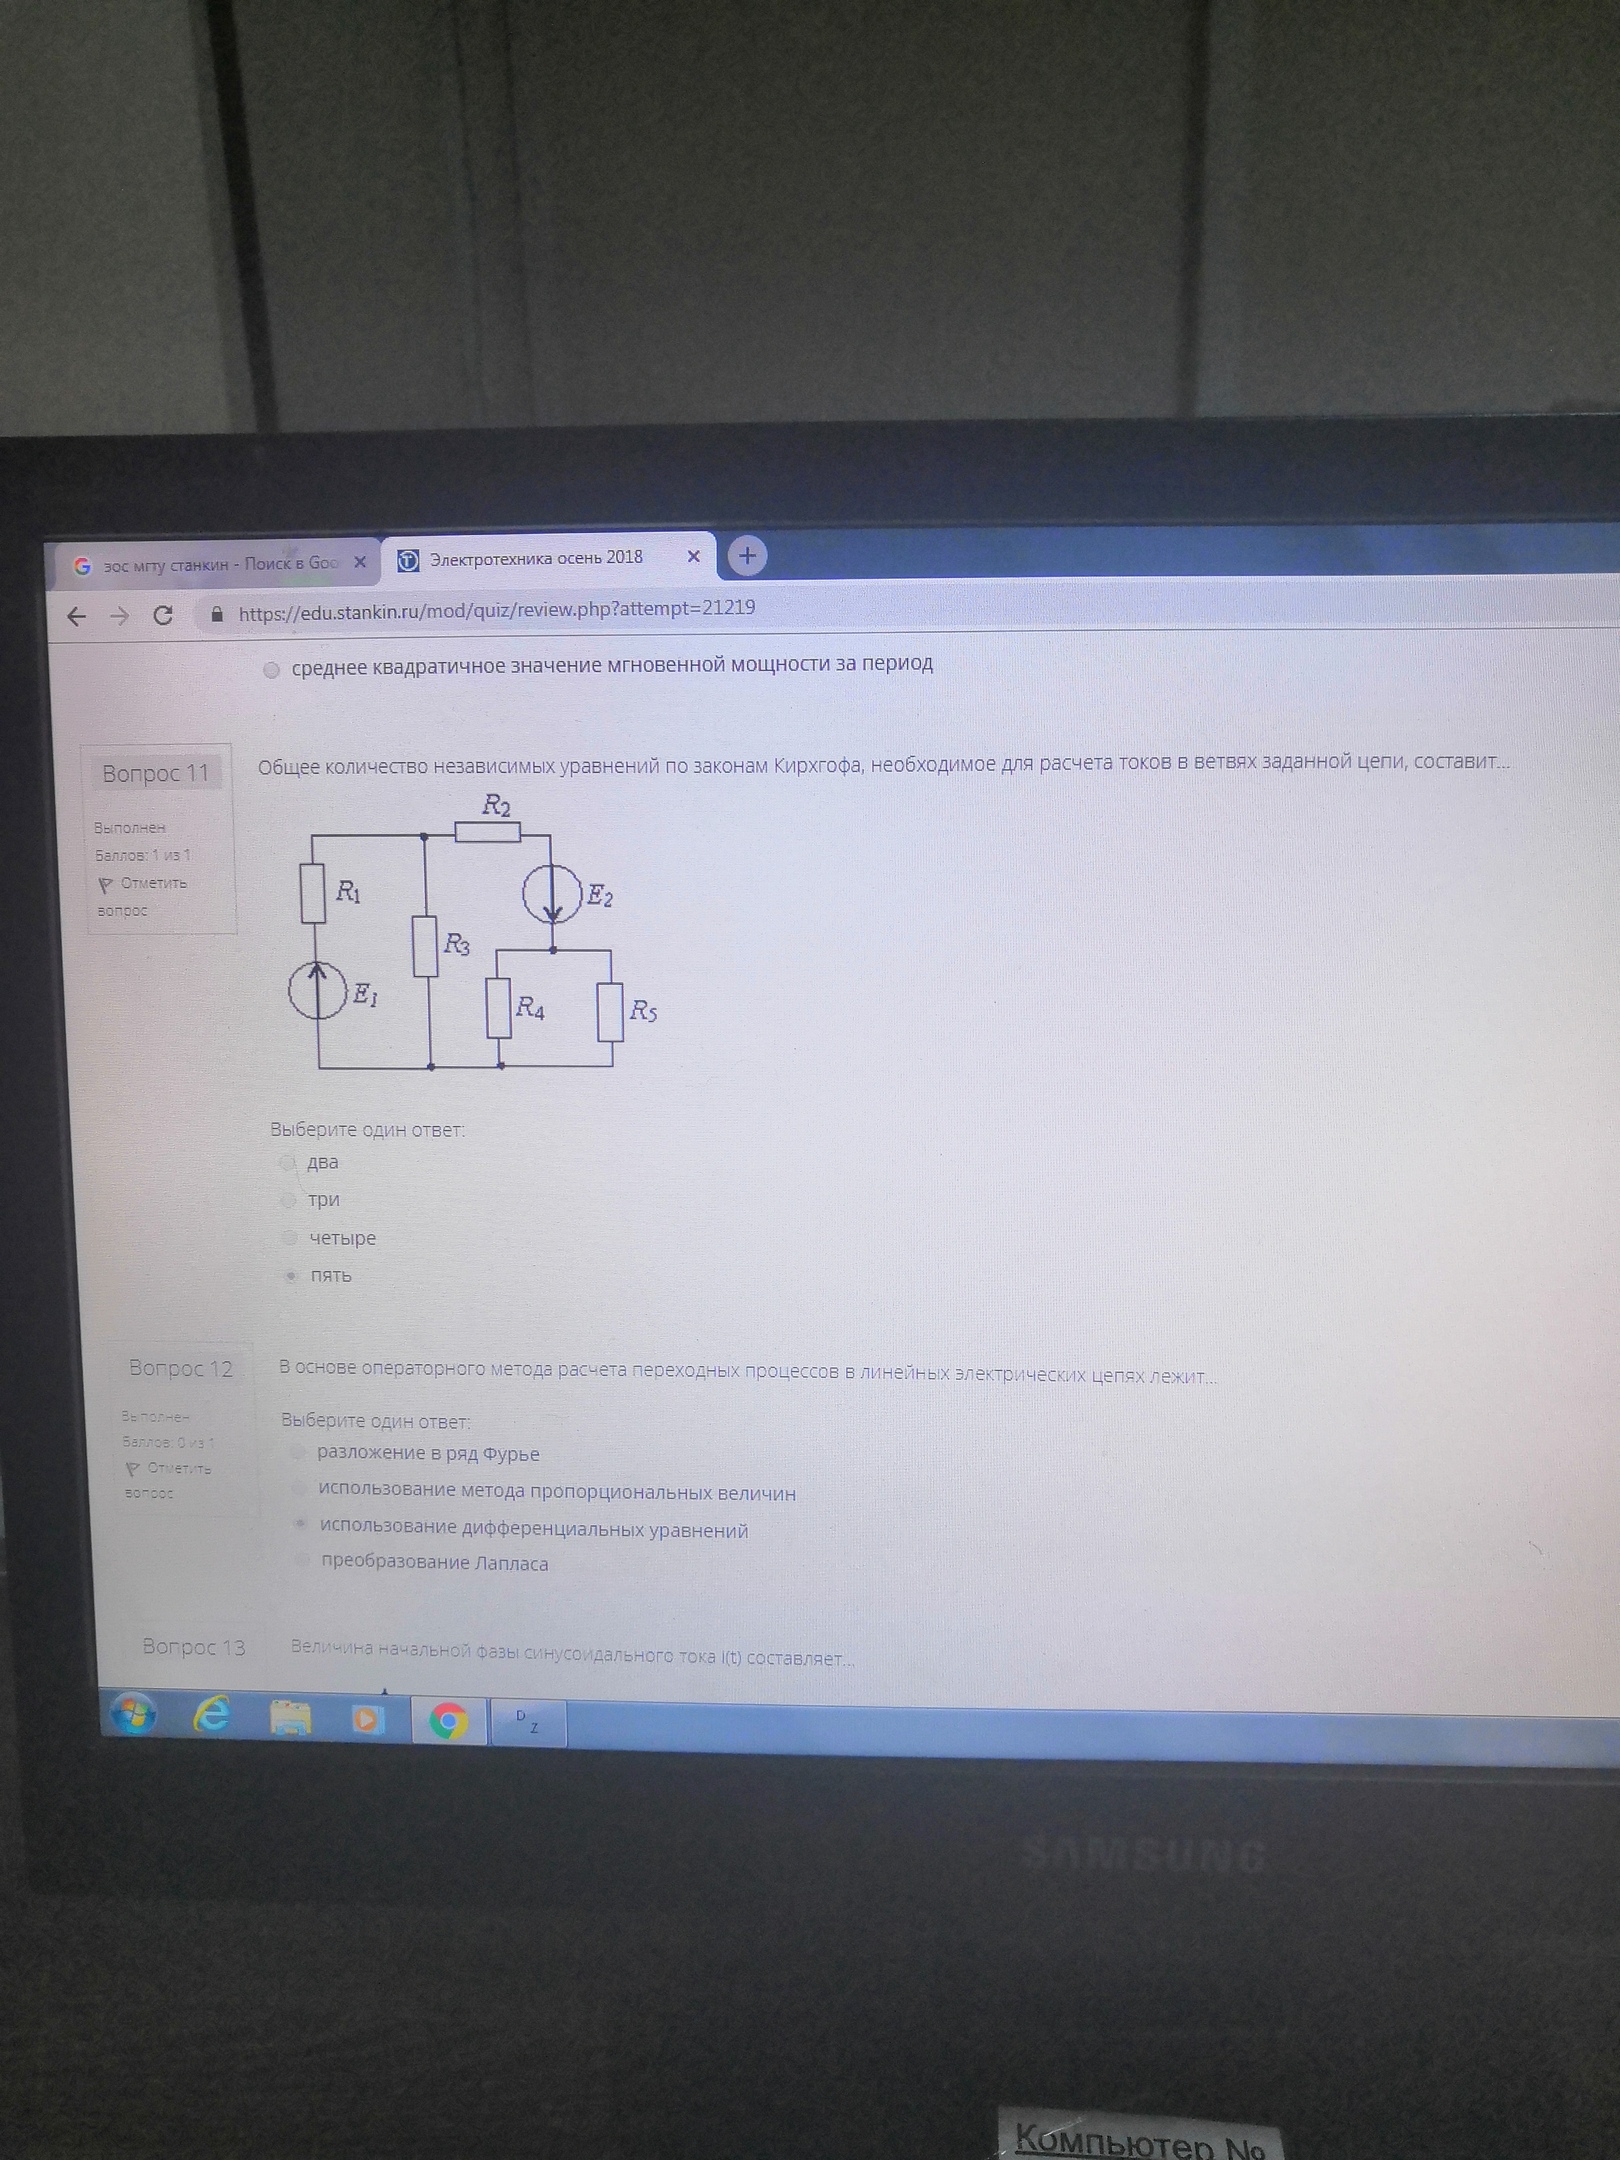 зос мгту станкин - Поиск в Goo
Электротехника осень 2018
https://edu.stankin.ru/mod/quiz/review.php?attempt=21219
среднее квадратичное значение мгновенной мощности за период
Вопрос 11
Выполнен
Баллов: 1 из 1
Отметить
вопрос
Общее количество независимых уравнений по законам Кирхгофа, необходимое для расчета токов в ветвях заданной цепи, составит...
R2
R1
E2
R3
E1
R4
R5
Выберите один ответ:
два
три
четыре
пять
Вопрос 12
Выполнен
Баллов: 0 из 1
Отметить
вопрос
В основе операторного метода расчета переходных процессов в линейных электрических цепях лежит...
Выберите один ответ:
разложение в ряд Фурье
использование метода пропорциональных величин
использование дифференциальных уравнений
преобразование Лапласа
Вопрос 13
Величина начальной фазы синусоидального тока i(t) составляет...
D
Z
SAMSUNG
Компьютер №